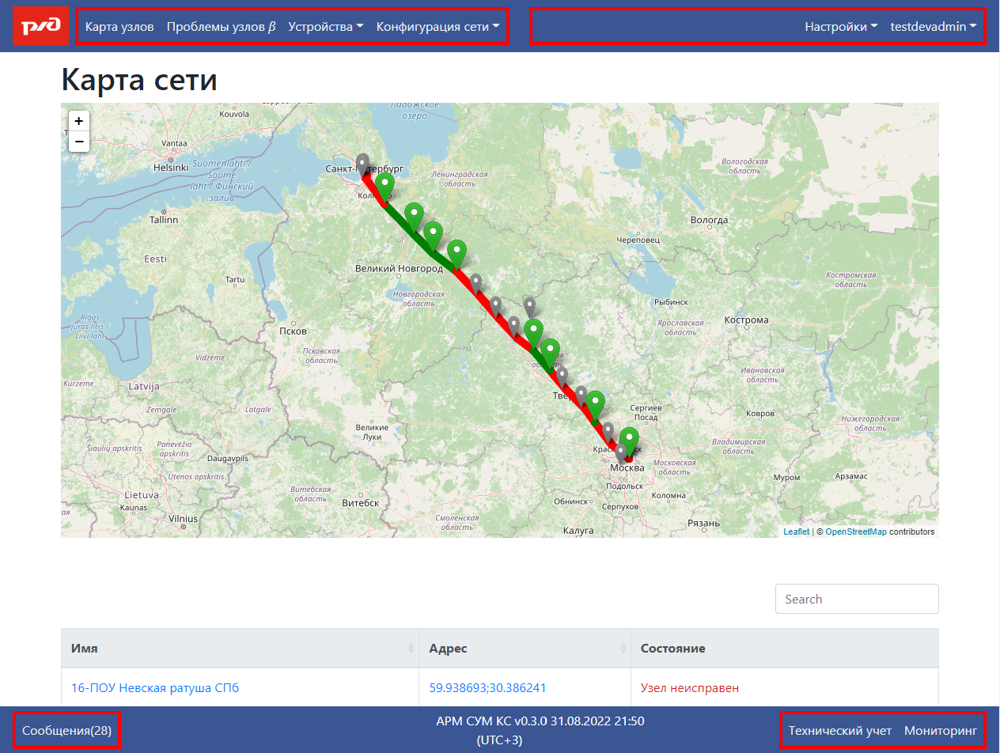 РЖД
Карта узлов Проблемы узлов β Устройства Конфигурация сети Настройки testdevadmin
Карта сети
+
−
Ладожское озеро
Kouvola
Vantaa
Helsinki
Suomenlahti / Soome laht / Финский залив
Санкт-Петербург
Ленинградская область
Вологодская область
Tallinn
Вологда
Череповец
Eesti
Великий Новгород
Tartu
Новгородская область
Костромская область
Рыбинск
Rīgas jūras līcis / Liivi laht
Псков
Ярославская область
Кострома
Псковская область
Vidzeme
Kurzeme
Latvija
Ивановская область
Zemgale
Latgale
Сергиев Посад
Ковров
Нижегородская область
Великие Луки
Šiaulių apskritis
Panevėžio apskritis
Владимирская область
Daugavpils
Москва
Московская область
Utenos apskritis
Муром
Арзамас
Подольск
Витебская область
Lietuva
Коломна
Kaunas
Витебск
Обнинск
Серпухов
Vilnius
Смоленская область
Рязань
Калуга
Leaflet | © OpenStreetMap contributors
Search
Имя Адрес Состояние
16-ПОУ Невская ратуша СПб 59.938693;30.386241 Узел неисправен
Сообщения(28) АРМ СУМ КС v0.3.0 31.08.2022 21:50 Технический учет Мониторинг
(UTC+3)